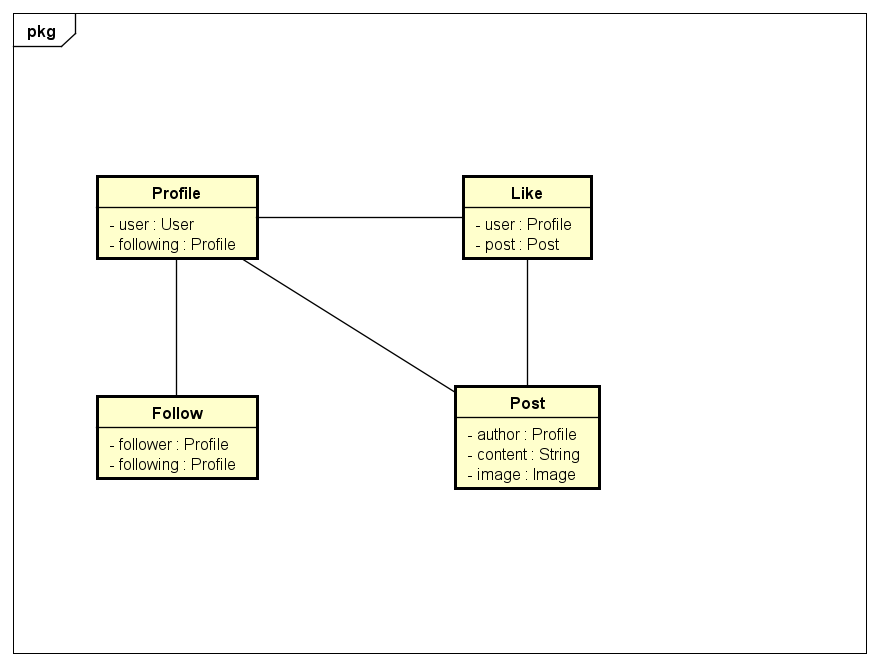 pkg
Profile
- user : User
- following : Profile
Like
- user : Profile
- post : Post
Follow
- follower : Profile
- following : Profile
Post
- author : Profile
- content : String
- image : Image